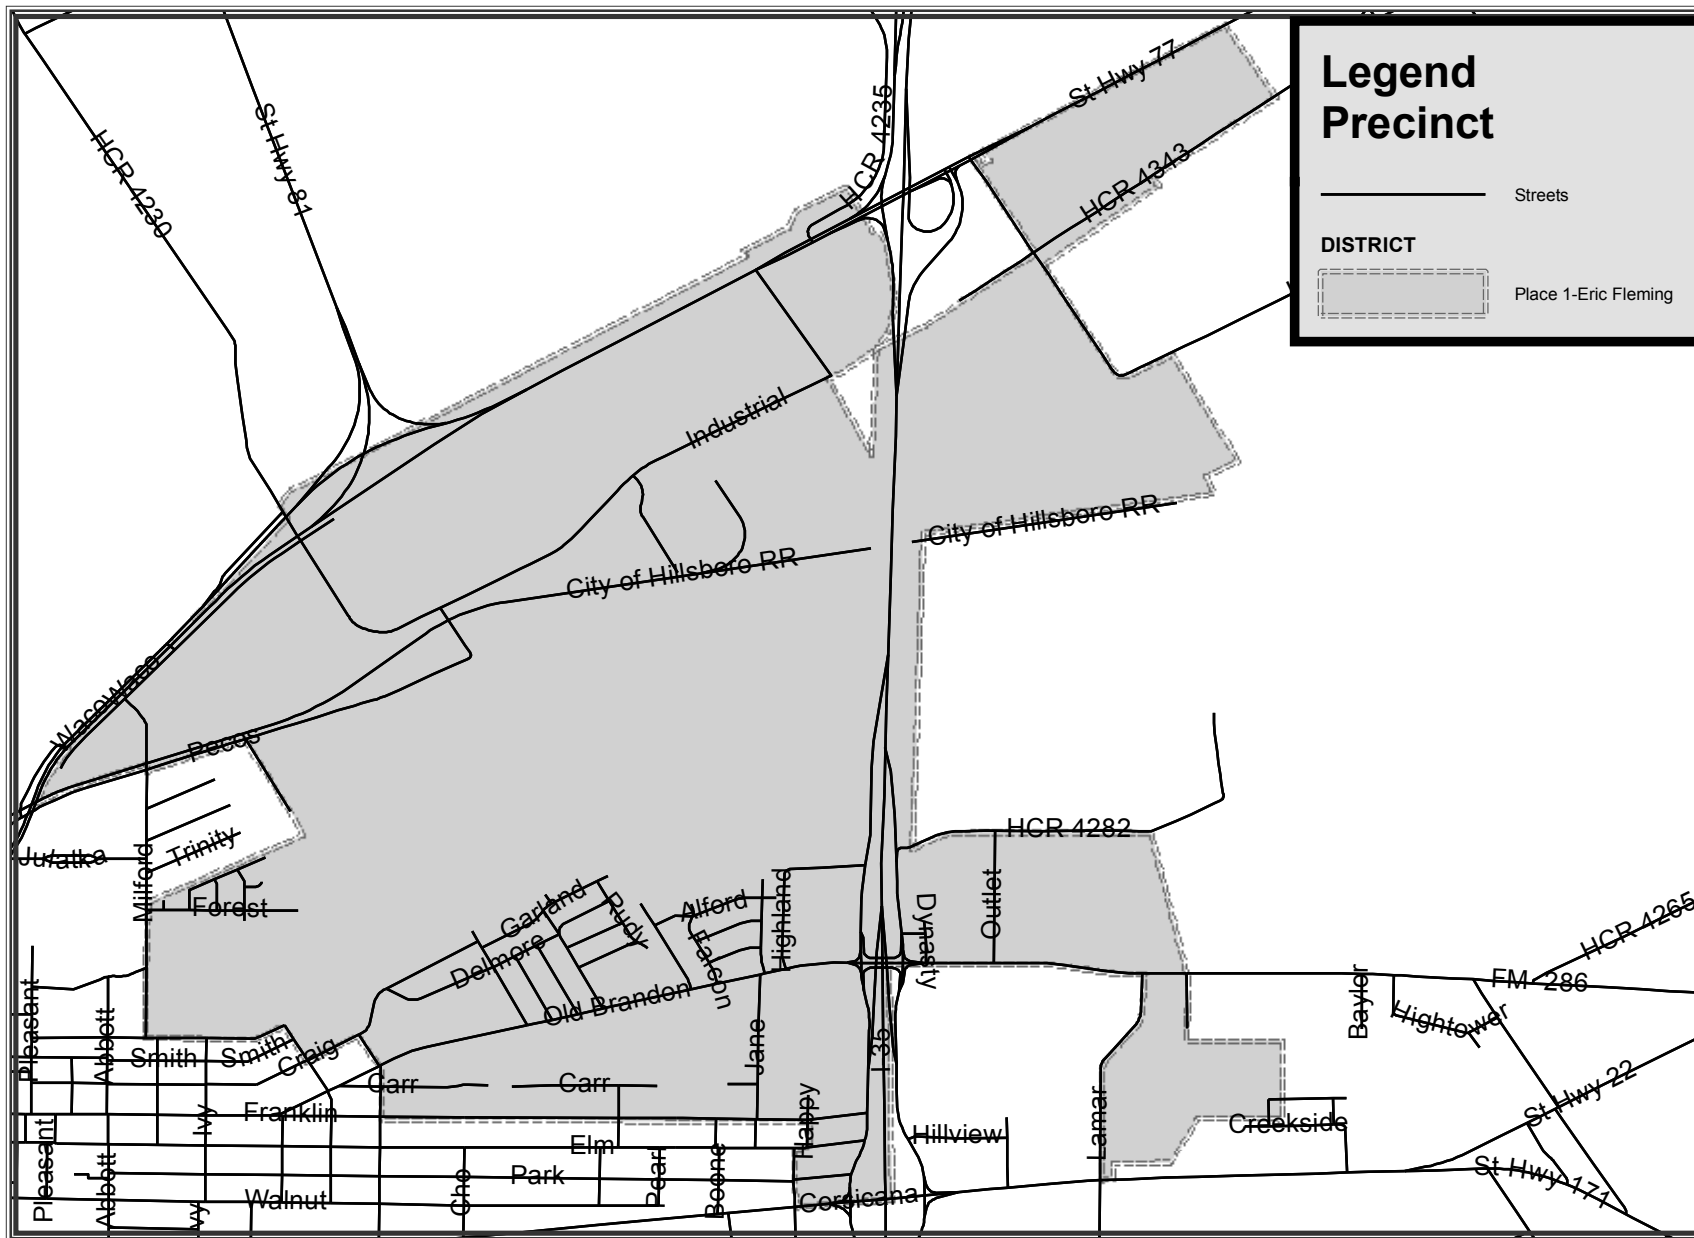 Legend
Precinct
Streets
DISTRICT
Place 1-Eric Fleming
St Hwy 77
HCR 4235
HCR 4230
St Hwy 81
HCR 4343
Industrial
City of Hillsboro RR
City of Hillsboro RR
Waco
Waco
Pecos
Trinity
Milford
Forest
HCR 4282
Garland
Rudy
Alford
Highland
Delmore
Falcon
Dynasty
Outlet
Old Brandon
HCR 4265
FM 286
Baylor
Hightower
Pleasant
Abbott
Smith
Smith
Craig
Jane
I 35
Carr
Carr
St Hwy 22
Ivy
Franklin
Happy
Lamar
Creekside
Pleasant
Elm
Hillview
Abbott
Park
Pearl
Boone
St Hwy 171
Ivy
Walnut
Corsicana